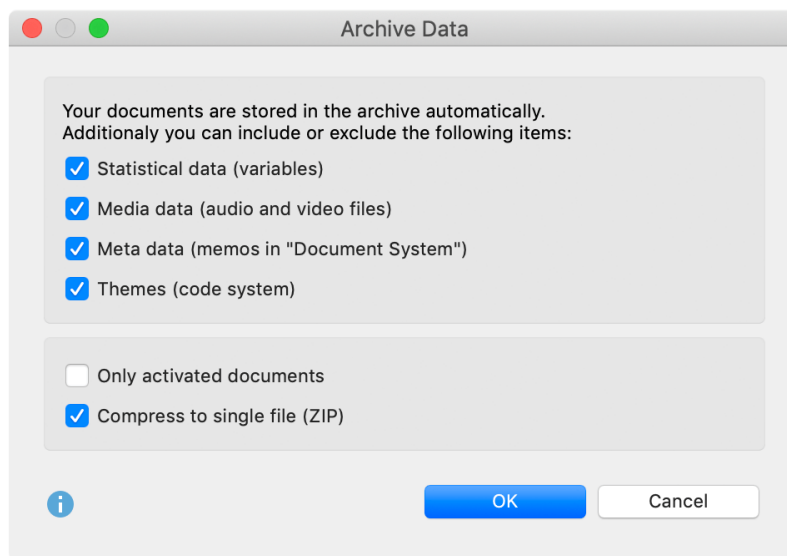 Archive Data
Your documents are stored in the archive automatically.
Additionaly you can include or exclude the following items:
Statistical data (variables)
Media data (audio and video files)
Meta data (memos in "Document System")
Themes (code system)
Only activated documents
Compress to single file (ZIP)
i
OK
Cancel